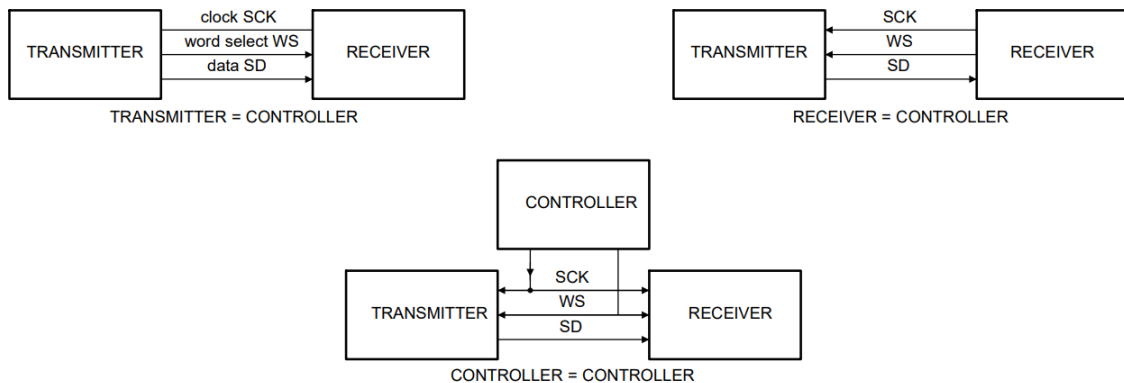 clock SCK
TRANSMITTER
word select WS
RECEIVER
data SD
TRANSMITTER = CONTROLLER
SCK
TRANSMITTER
WS
RECEIVER
SD
RECEIVER = CONTROLLER
CONTROLLER
SCK
TRANSMITTER
WS
RECEIVER
SD
CONTROLLER = CONTROLLER